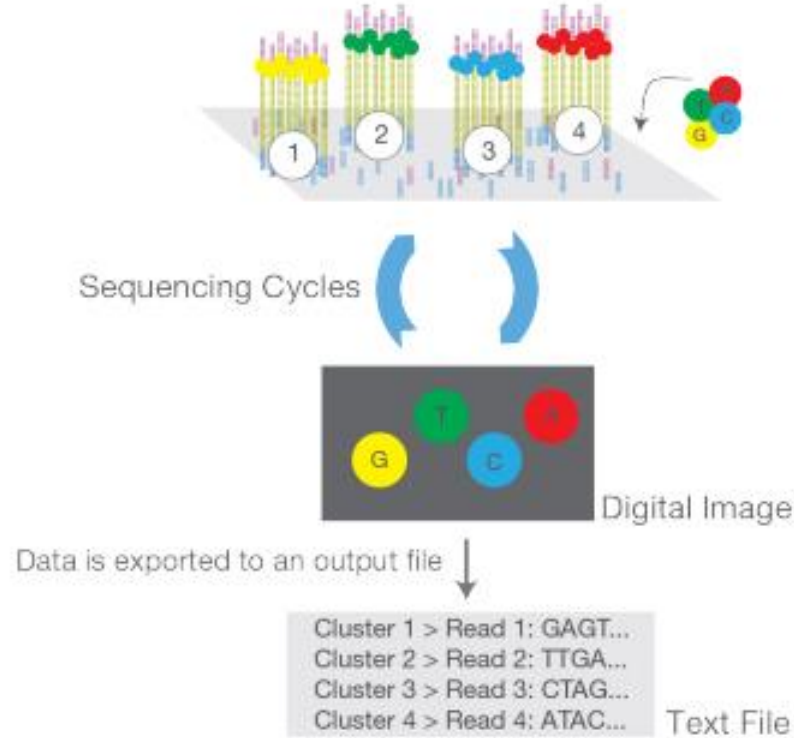 1
2
3
4
A
T
C
G
Sequencing Cycles
T
A
G
C
Digital Image
Data is exported to an output file
Cluster 1 > Read 1: GAGT...
Cluster 2 > Read 2: TTGA...
Cluster 3 > Read 3: CTAG...
Cluster 4 > Read 4: ATAC...
Text File